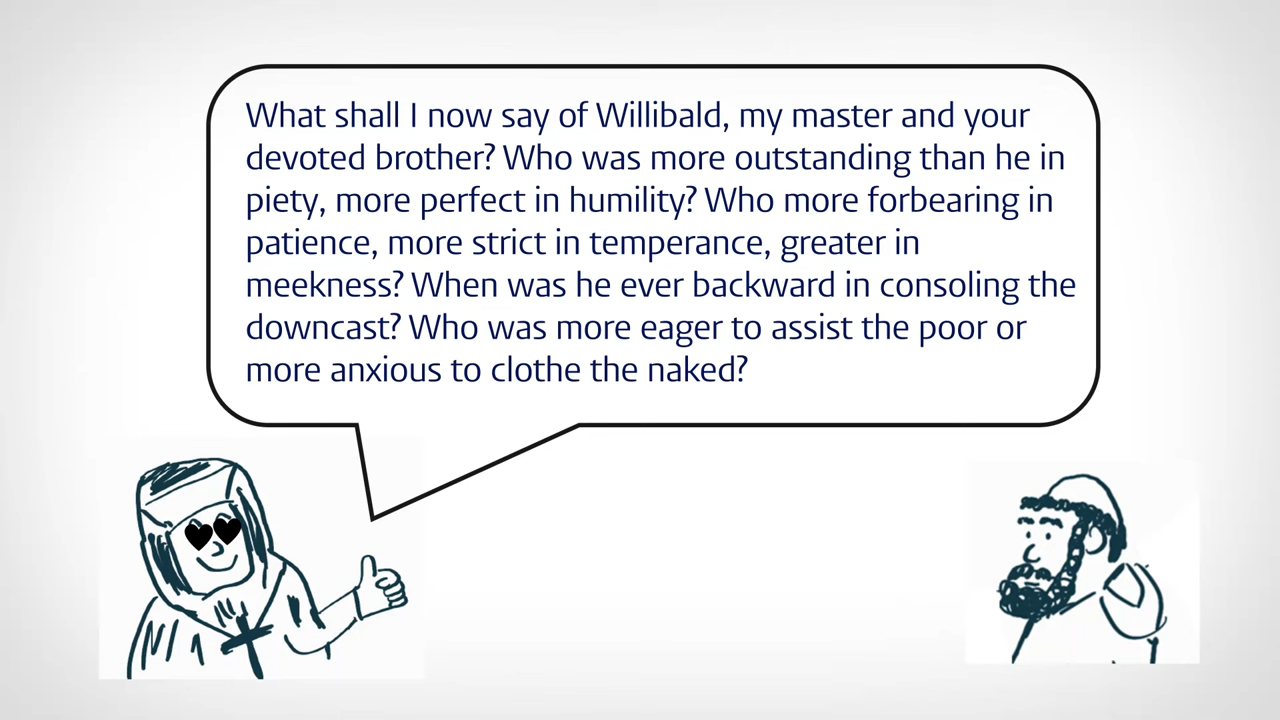 What shall I now say of Willibald, my master and your
devoted brother? Who was more outstanding than he in
piety, more perfect in humility? Who more forbearing in
patience, more strict in temperance, greater in
meekness? When was he ever backward in consoling the
downcast? Who was more eager to assist the poor or
more anxious to clothe the naked?